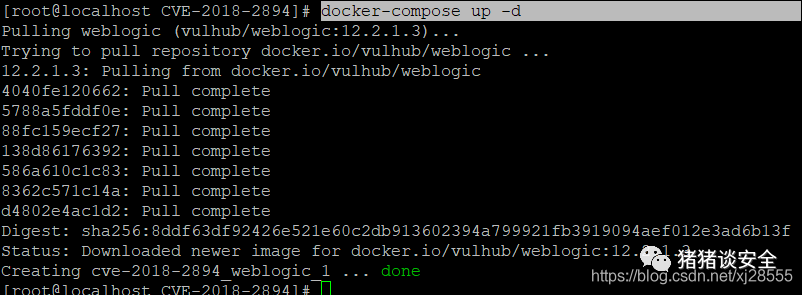 [root@localhost CVE-2018-2894]# docker-compose up -d
Pulling weblogic (vulhub/weblogic:12.2.1.3)...
Trying to pull repository docker.io/vulhub/weblogic ...
12.2.1.3: Pulling from docker.io/vulhub/weblogic
4040fe120662: Pull complete
5788a5fddf0e: Pull complete
88fc159ecf27: Pull complete
138d86176392: Pull complete
586a610c1c83: Pull complete
8362c571c14a: Pull complete
d4802e4ac1d2: Pull complete
Digest: sha256:8ddf63df92426e521e60c2db913602394a799921fb3919094aef012e3ad6b13f
Status: Downloaded newer image for docker.io/vulhub/weblogic:12.2.1.3
Creating cve-2018-2894_weblogic_1 ... done
[root@localhost CVE-2018-2894]#
猪猪谈安全
https://blog.csdn.net/xj28555